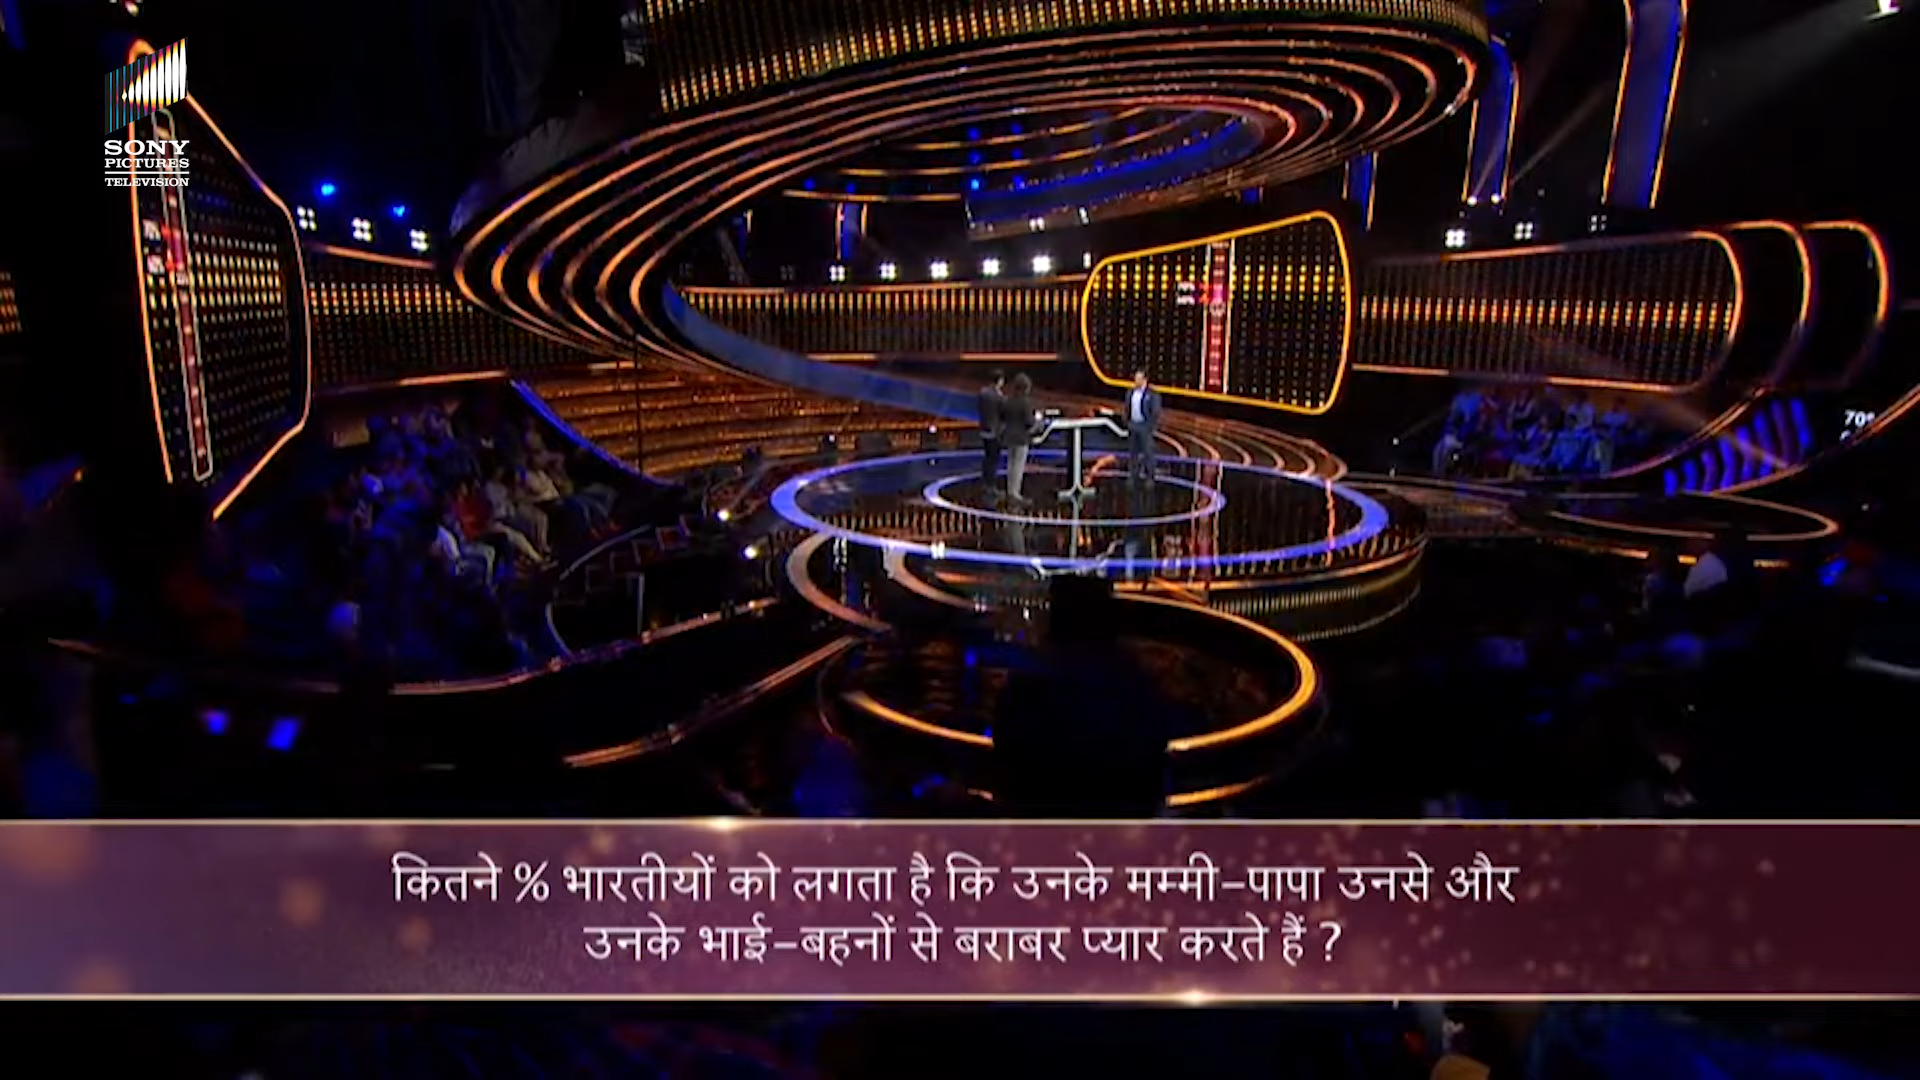 SONY
PICTURES
TELEVISION
कितने % भारतीयों को लगता है कि उनके मम्मी-पापा उनसे और
उनके भाई-बहनों से बराबर प्यार करते हैं ?